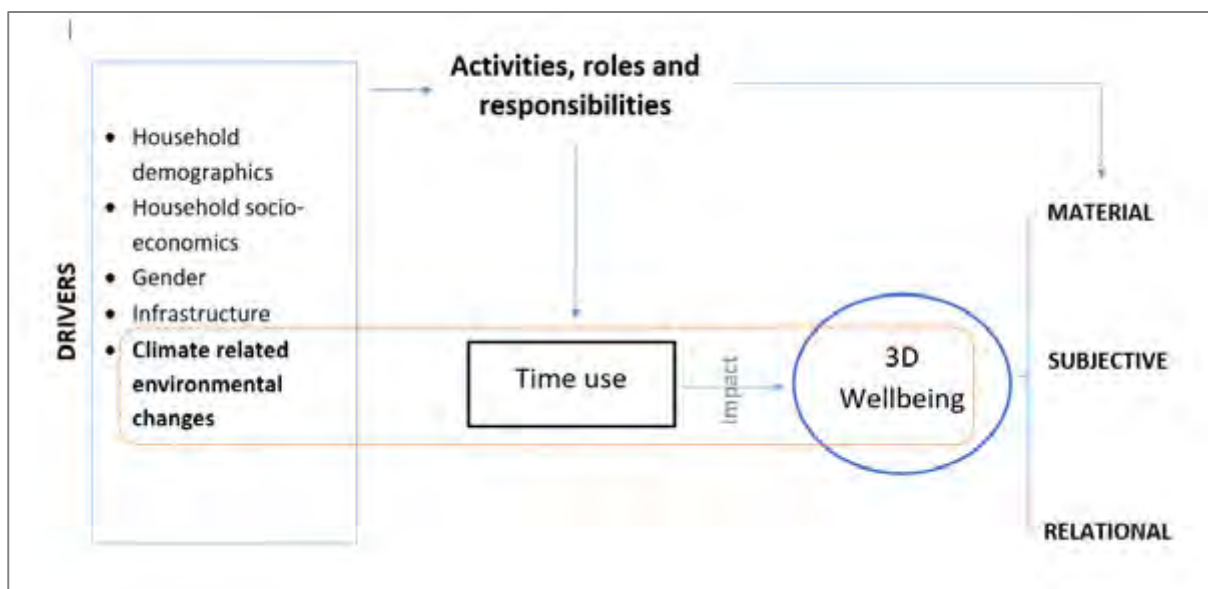 Activities, roles and
responsibilities
DRIVERS
• Household
demographics
• Household socio-
economics
• Gender
• Infrastructure
• Climate related
environmental
changes
Time use
Impact
3D
Wellbeing
MATERIAL
SUBJECTIVE
RELATIONAL